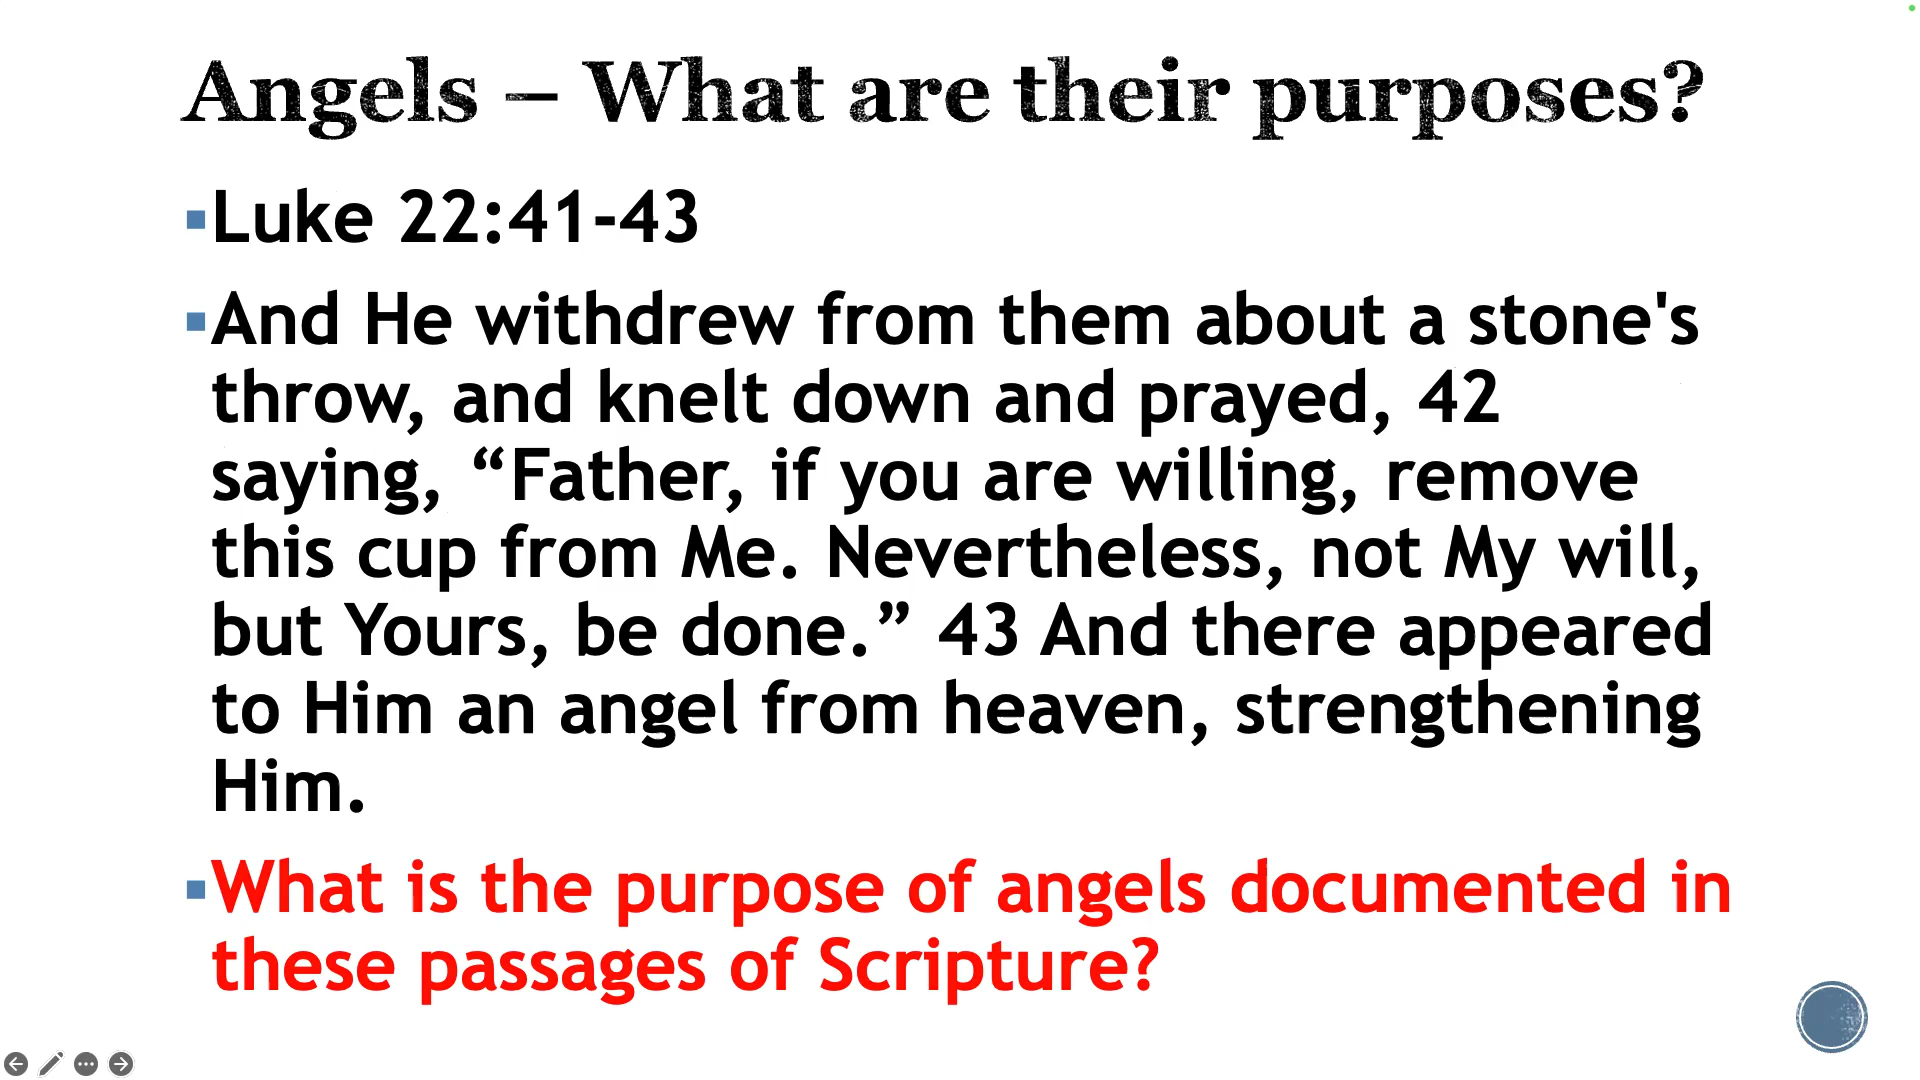 Angels – What are their purposes?
Luke 22:41-43
And He withdrew from them about a stone's
throw, and knelt down and prayed, 42
saying, “Father, if you are willing, remove
this cup from Me. Nevertheless, not My will,
but Yours, be done.” 43 And there appeared
to Him an angel from heaven, strengthening
Him.
What is the purpose of angels documented in
these passages of Scripture?